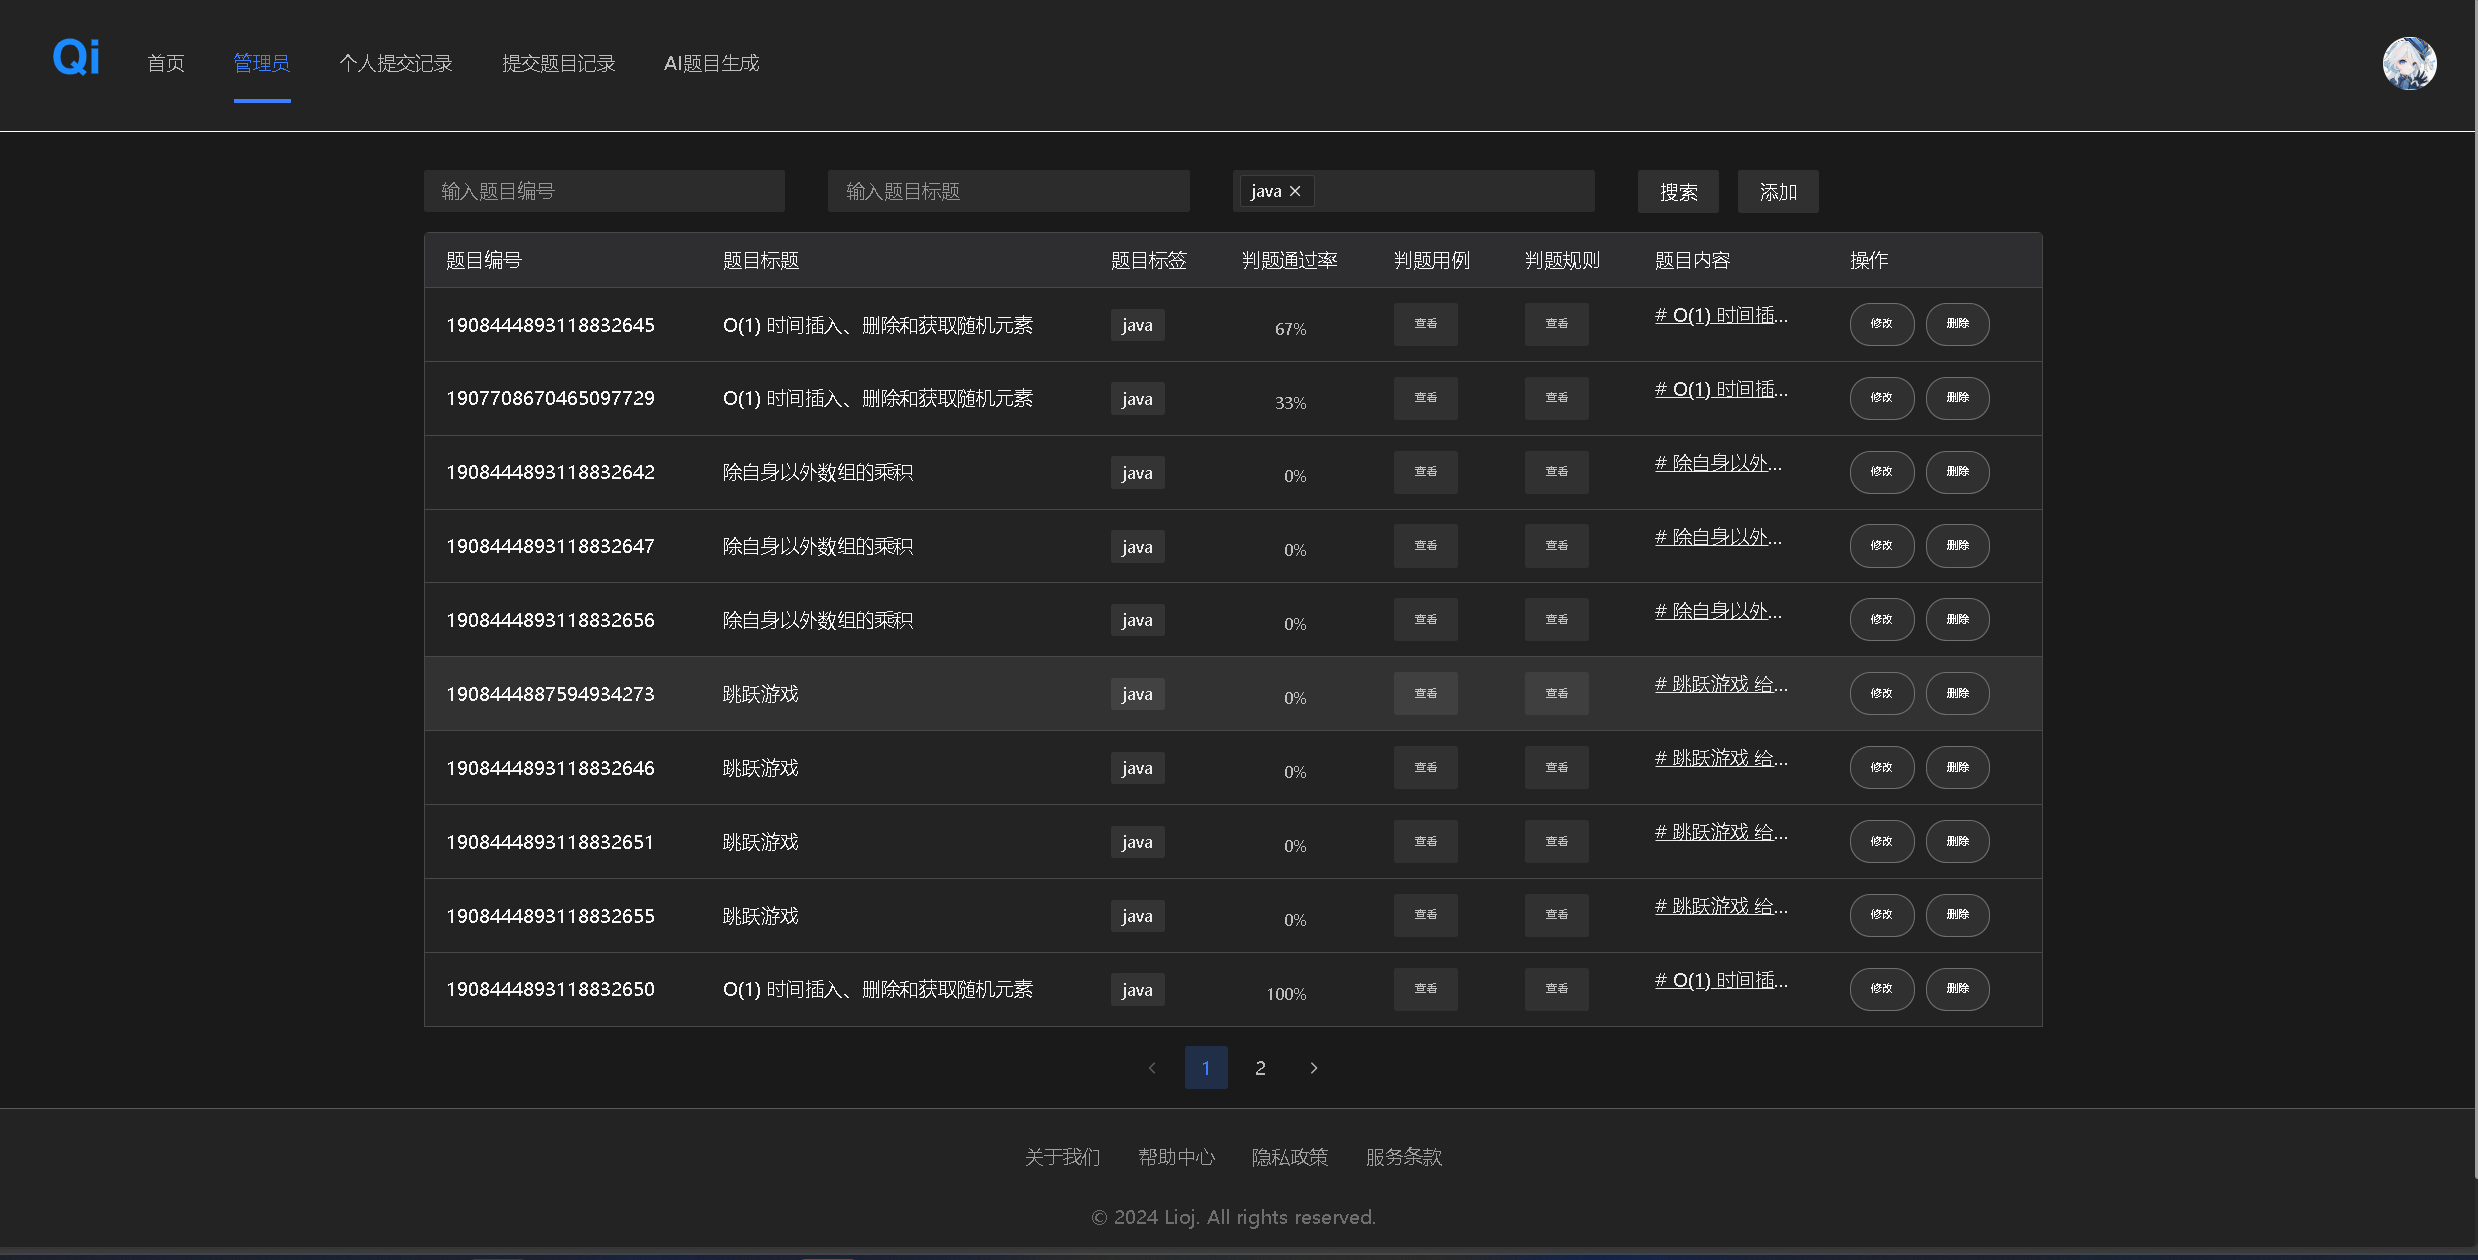 Qi 首页 管理员 个人提交记录 提交题目记录 AI题目生成
输入题目编号 输入题目标题 java × 搜索 添加
题目编号 题目标题 题目标签 判题通过率 判题用例 判题规则 题目内容 操作
1908444893118832645 O(1) 时间插入、删除和获取随机元素 java 67% 查看 查看 # O(1) 时间插... 修改 删除
1907708670465097729 O(1) 时间插入、删除和获取随机元素 java 33% 查看 查看 # O(1) 时间插... 修改 删除
1908444893118832642 除自身以外数组的乘积 java 0% 查看 查看 # 除自身以外... 修改 删除
1908444893118832647 除自身以外数组的乘积 java 0% 查看 查看 # 除自身以外... 修改 删除
1908444893118832656 除自身以外数组的乘积 java 0% 查看 查看 # 除自身以外... 修改 删除
1908444887594934273 跳跃游戏 java 0% 查看 查看 # 跳跃游戏 给... 修改 删除
1908444893118832646 跳跃游戏 java 0% 查看 查看 # 跳跃游戏 给... 修改 删除
1908444893118832651 跳跃游戏 java 0% 查看 查看 # 跳跃游戏 给... 修改 删除
1908444893118832655 跳跃游戏 java 0% 查看 查看 # 跳跃游戏 给... 修改 删除
1908444893118832650 O(1) 时间插入、删除和获取随机元素 java 100% 查看 查看 # O(1) 时间插... 修改 删除
< 1 2 >
关于我们 帮助中心 隐私政策 服务条款
© 2024 Lioj. All rights reserved.